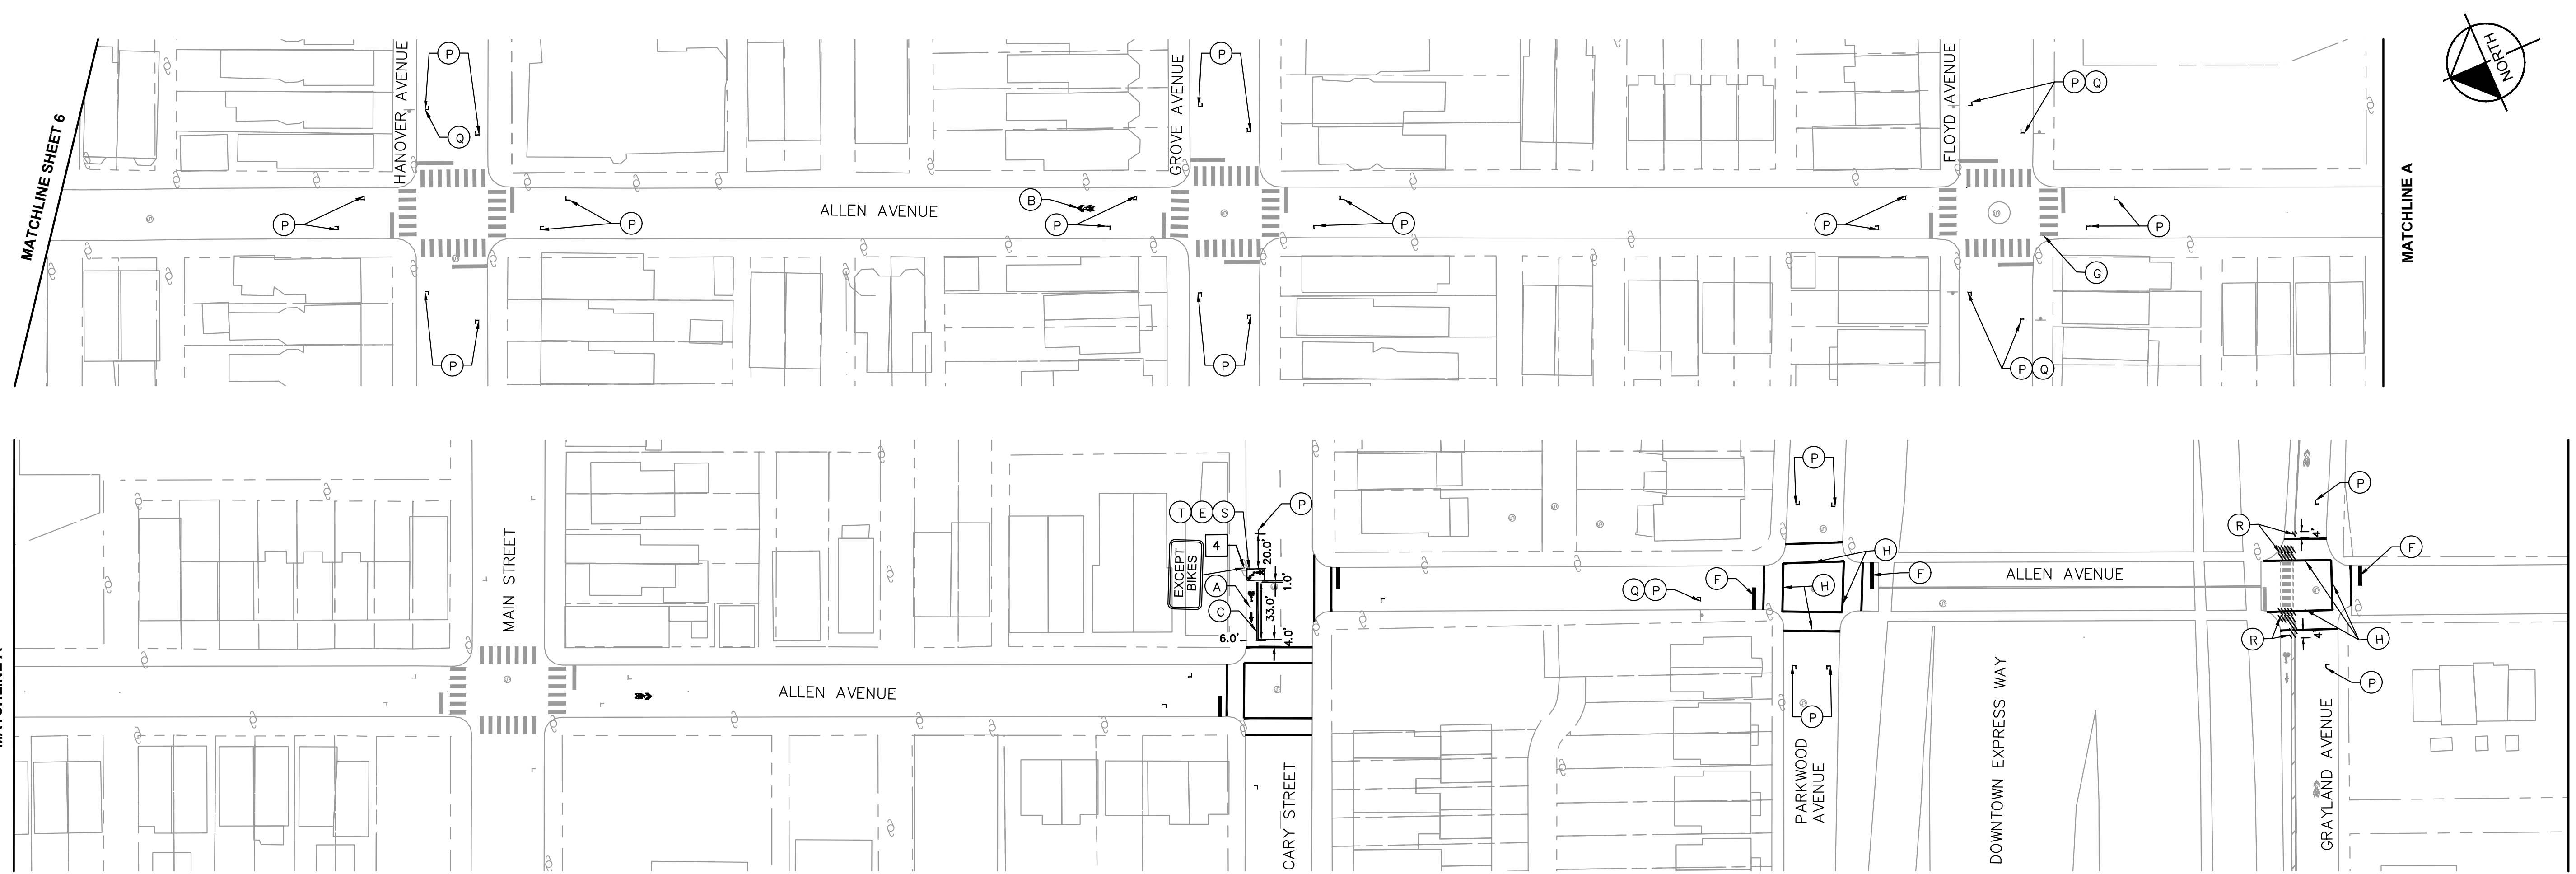 MATCHLINE SHEET 6
HANOVER AVENUE
P
Q
GROVE AVENUE
P
FLOYD AVENUE
P Q
NORTH
P
P
ALLEN AVENUE
B
P
P
P
P
G
MATCHLINE A
P
P
P Q
MAIN STREET
T E S
P
4
EXCEPT
BIKES
A
C
20.0'
1.0'
33.0'
6.0'
4.0'
ALLEN AVENUE
CARY STREET
Q P
F
P
H
H
F
P
PARKWOOD
AVENUE
ALLEN AVENUE
DOWNTOWN EXPRESS WAY
R
4'
P
F
R
4'
H
P
GRAYLAND AVENUE